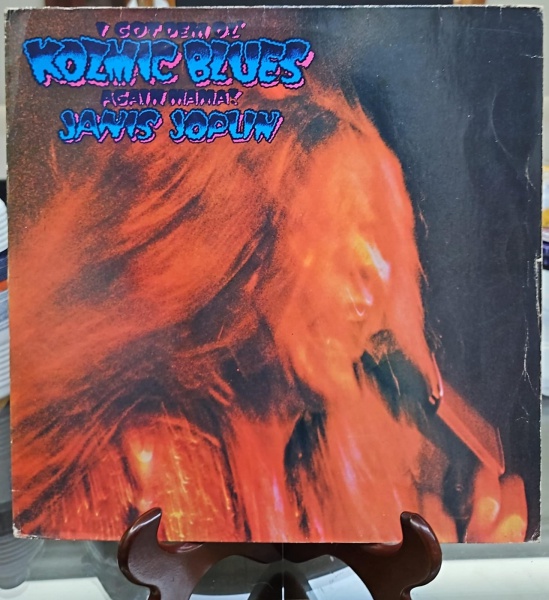 I GOT DEM OL'
KOZMIC BLUES
AGAIN MAMA!
JANIS JOPLIN